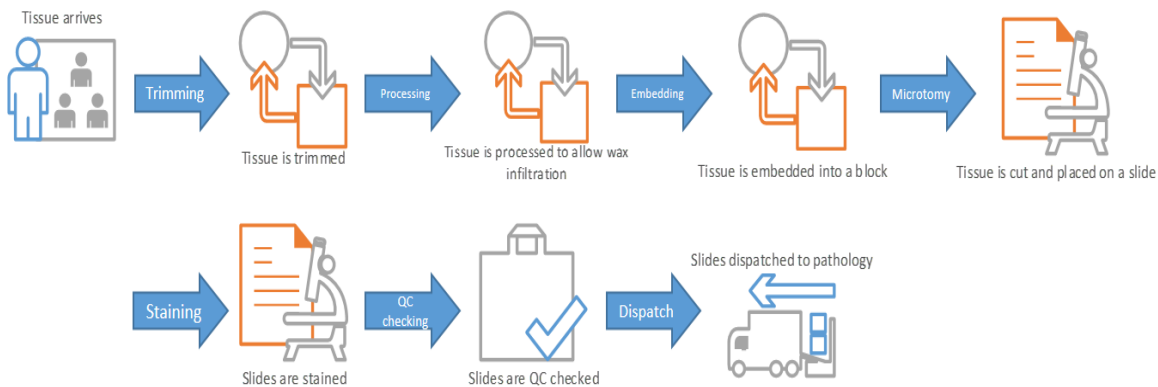 Tissue arrives
Trimming
Tissue is trimmed
Processing
Tissue is processed to allow wax
infiltration
Embedding
Tissue is embedded into a block
Microtomy
Tissue is cut and placed on a slide
Staining
Slides are stained
QC
checking
Slides are QC checked
Dispatch
Slides dispatched to pathology